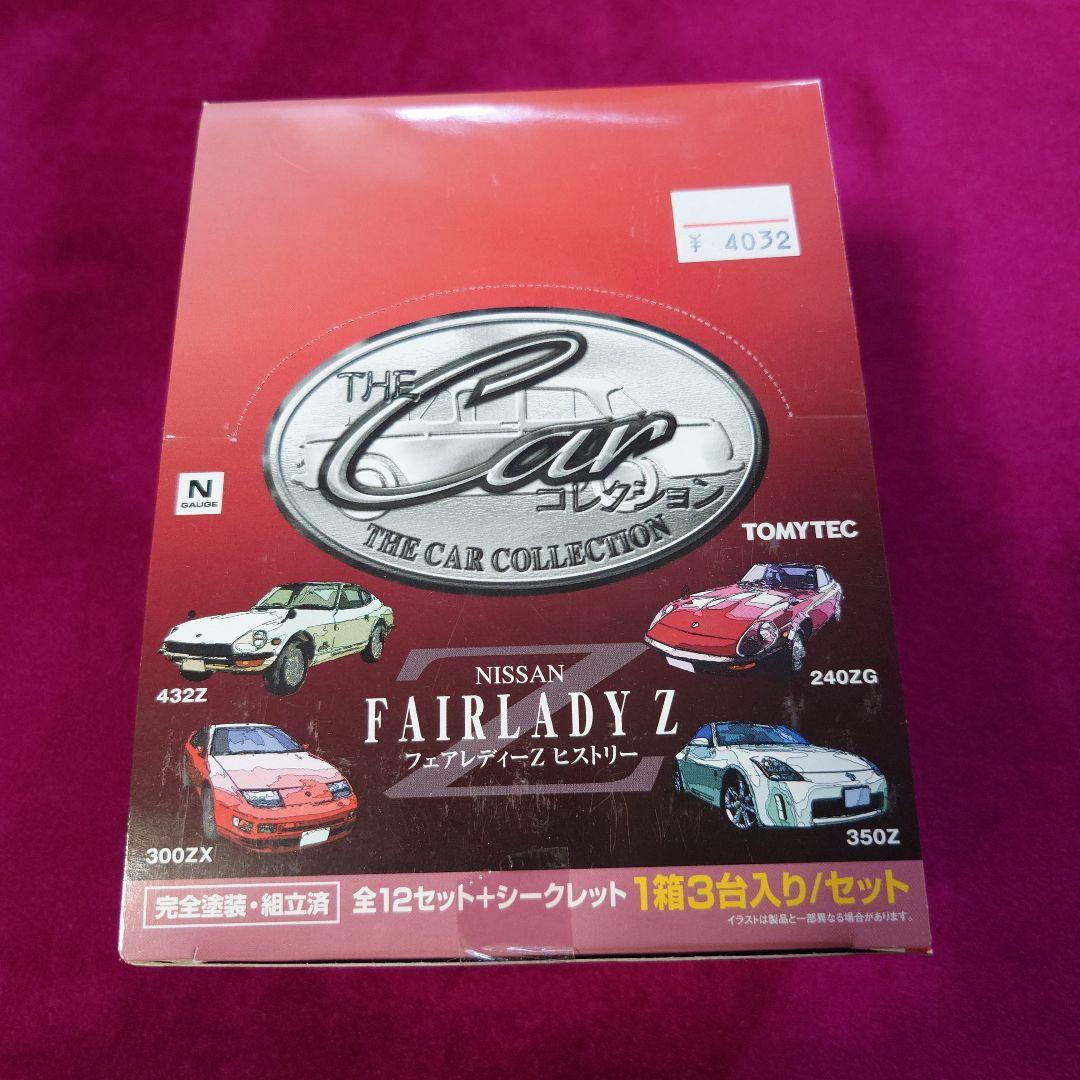 ¥ 4032
THE Car
コレクション
THE CAR COLLECTION
N
GAUGE
TOMYTEC
432Z
240ZG
Z
NISSAN
FAIRLADY Z
フェアレディーZ ヒストリー
300ZX
350Z
完全塗装・組立済 全12セット+シークレット 1箱3台入り/セット
イラストは製品と一部異なる場合があります。